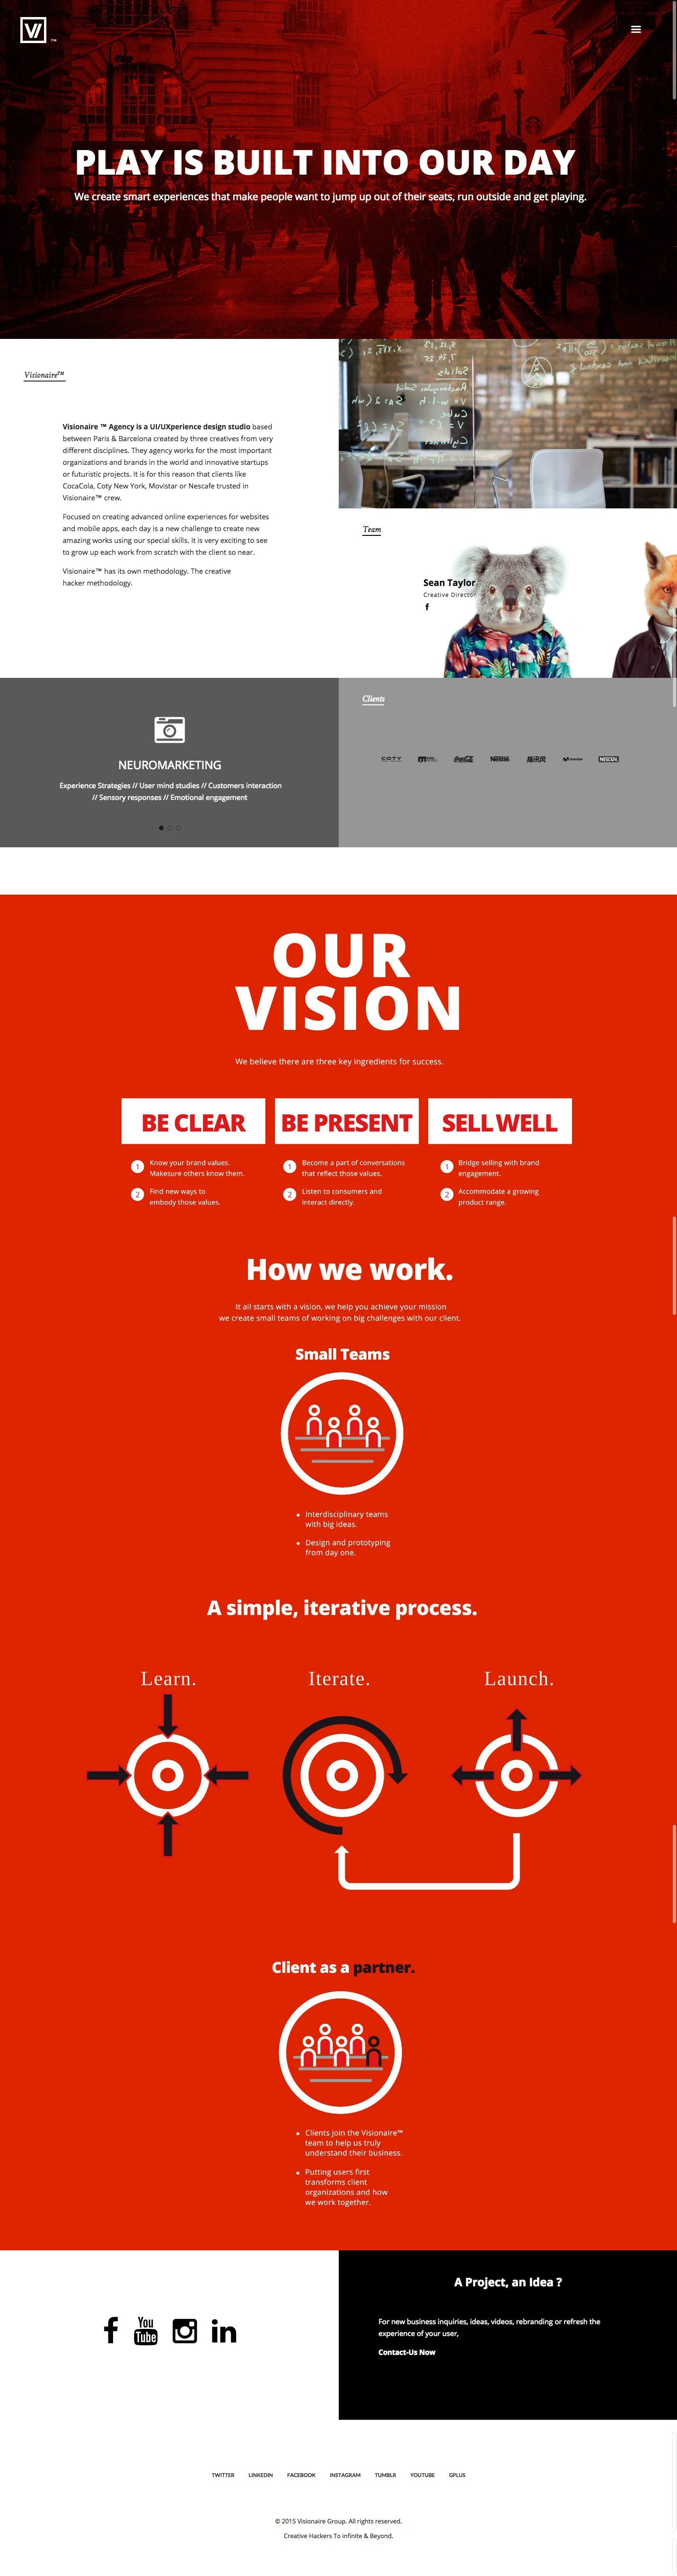 VI ™
PLAY IS BUILT INTO OUR DAY
We create smart experiences that make people want to jump up out of their seats, run outside and get playing.
Visionaire™
Visionaire ™ Agency is a UI/UXperience design studio based
between Paris & Barcelona created by three creatives from very
different disciplines. They agency works for the most important
organizations and brands in the world and innovative startups
or futuristic projects. It is for this reason that clients like
CocaCola, Coty New York, Movistar or Nescafe trusted in
Visionaire™ crew.
Focused on creating advanced online experiences for websites
and mobile apps, each day is a new challenge to create new
amazing works using our special skills. It is very exciting to see
to grow up each work from scratch with the client so near.
Visionaire™ has its own methodology. The creative
hacker methodology.
Team
Sean Taylor
Creative Director
NEUROMARKETING
Experience Strategies // User mind studies // Customers interaction
// Sensory responses // Emotional engagement
Clients
COTY
Coca-Cola
Nestlé
腾讯网
movistar
NESCAFÉ
OUR
VISION
We believe there are three key ingredients for success.
BE CLEAR
1 Know your brand values.
Makesure others know them.
2 Find new ways to
embody those values.
BE PRESENT
1 Become a part of conversations
that reflect those values.
2 Listen to consumers and
interact directly.
SELL WELL
1 Bridge selling with brand
engagement.
2 Accommodate a growing
product range.
How we work.
It all starts with a vision, we help you achieve your mission
we create small teams of working on big challenges with our client.
Small Teams
• Interdisciplinary teams
with big ideas.
• Design and prototyping
from day one.
A simple, iterative process.
Learn.
Iterate.
Launch.
Client as a partner.
• Clients join the Visionaire™
team to help us truly
understand their business.
• Putting users first
transforms client
organizations and how
we work together.
You
Tube
in
A Project, an Idea ?
For new business inquiries, ideas, videos, rebranding or refresh the
experience of your user,
Contact-Us Now
TWITTER LINKEDIN FACEBOOK INSTAGRAM TUMBLR YOUTUBE GPLUS
© 2015 Visionaire Group. All rights reserved.
Creative Hackers To infinite & Beyond.